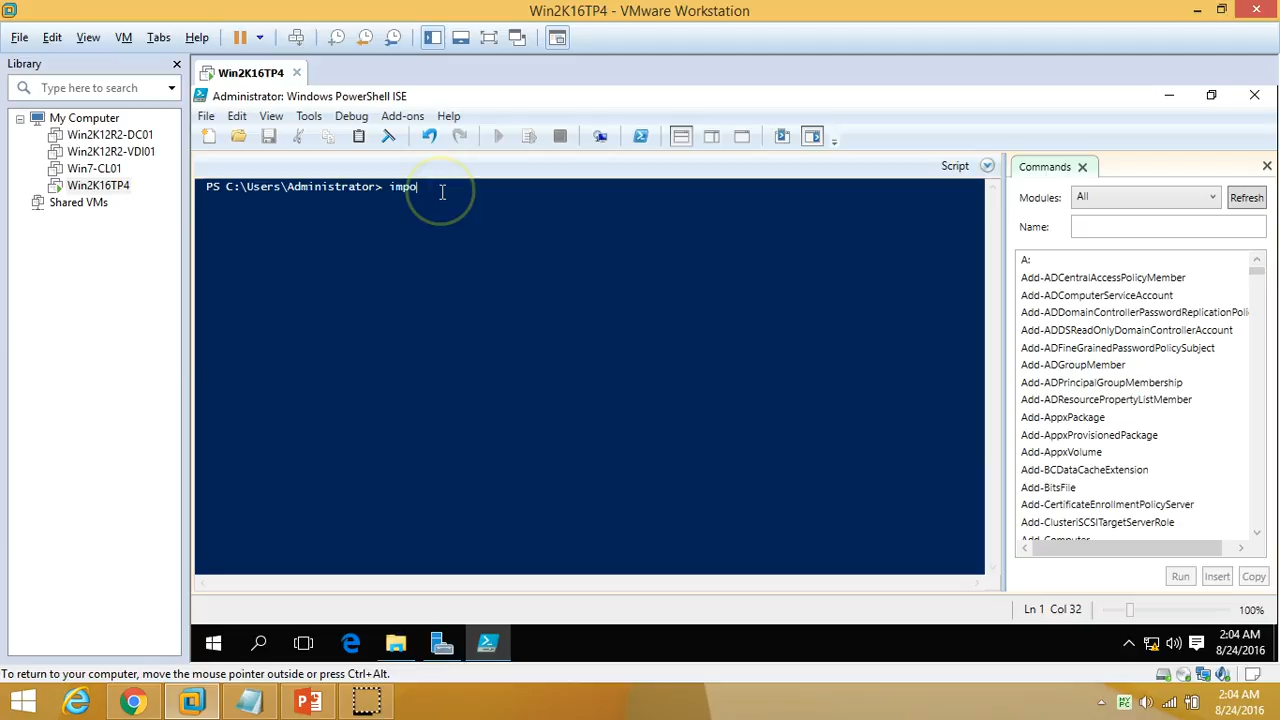 Win2K16TP4 - VMware Workstation
File Edit View VM Tabs Help
Library
Type here to search
My Computer
Win2K12R2-DC01
Win2K12R2-VDI01
Win7-CL01
Win2K16TP4
Shared VMs
Win2K16TP4
Administrator: Windows PowerShell ISE
File Edit View Tools Debug Add-ons Help
Script
PS C:\Users\Administrator> impo
Commands
Modules: All Refresh
Name:
A:
Add-ADCentralAccessPolicyMember
Add-ADComputerServiceAccount
Add-ADDomainControllerPasswordReplicationPoli
Add-ADDSReadOnlyDomainControllerAccount
Add-ADFineGrainedPasswordPolicySubject
Add-ADGroupMember
Add-ADPrincipalGroupMembership
Add-ADResourcePropertyListMember
Add-AppxPackage
Add-AppxProvisionedPackage
Add-AppxVolume
Add-BCDataCacheExtension
Add-BitsFile
Add-CertificateEnrollmentPolicyServer
Add-ClusteriSCSITargetServerRole
Add-Computer
Run Insert Copy
Ln 1 Col 32 100%
2:04 AM
8/24/2016
To return to your computer, move the mouse pointer outside or press Ctrl+Alt.
2:04 AM
8/24/2016